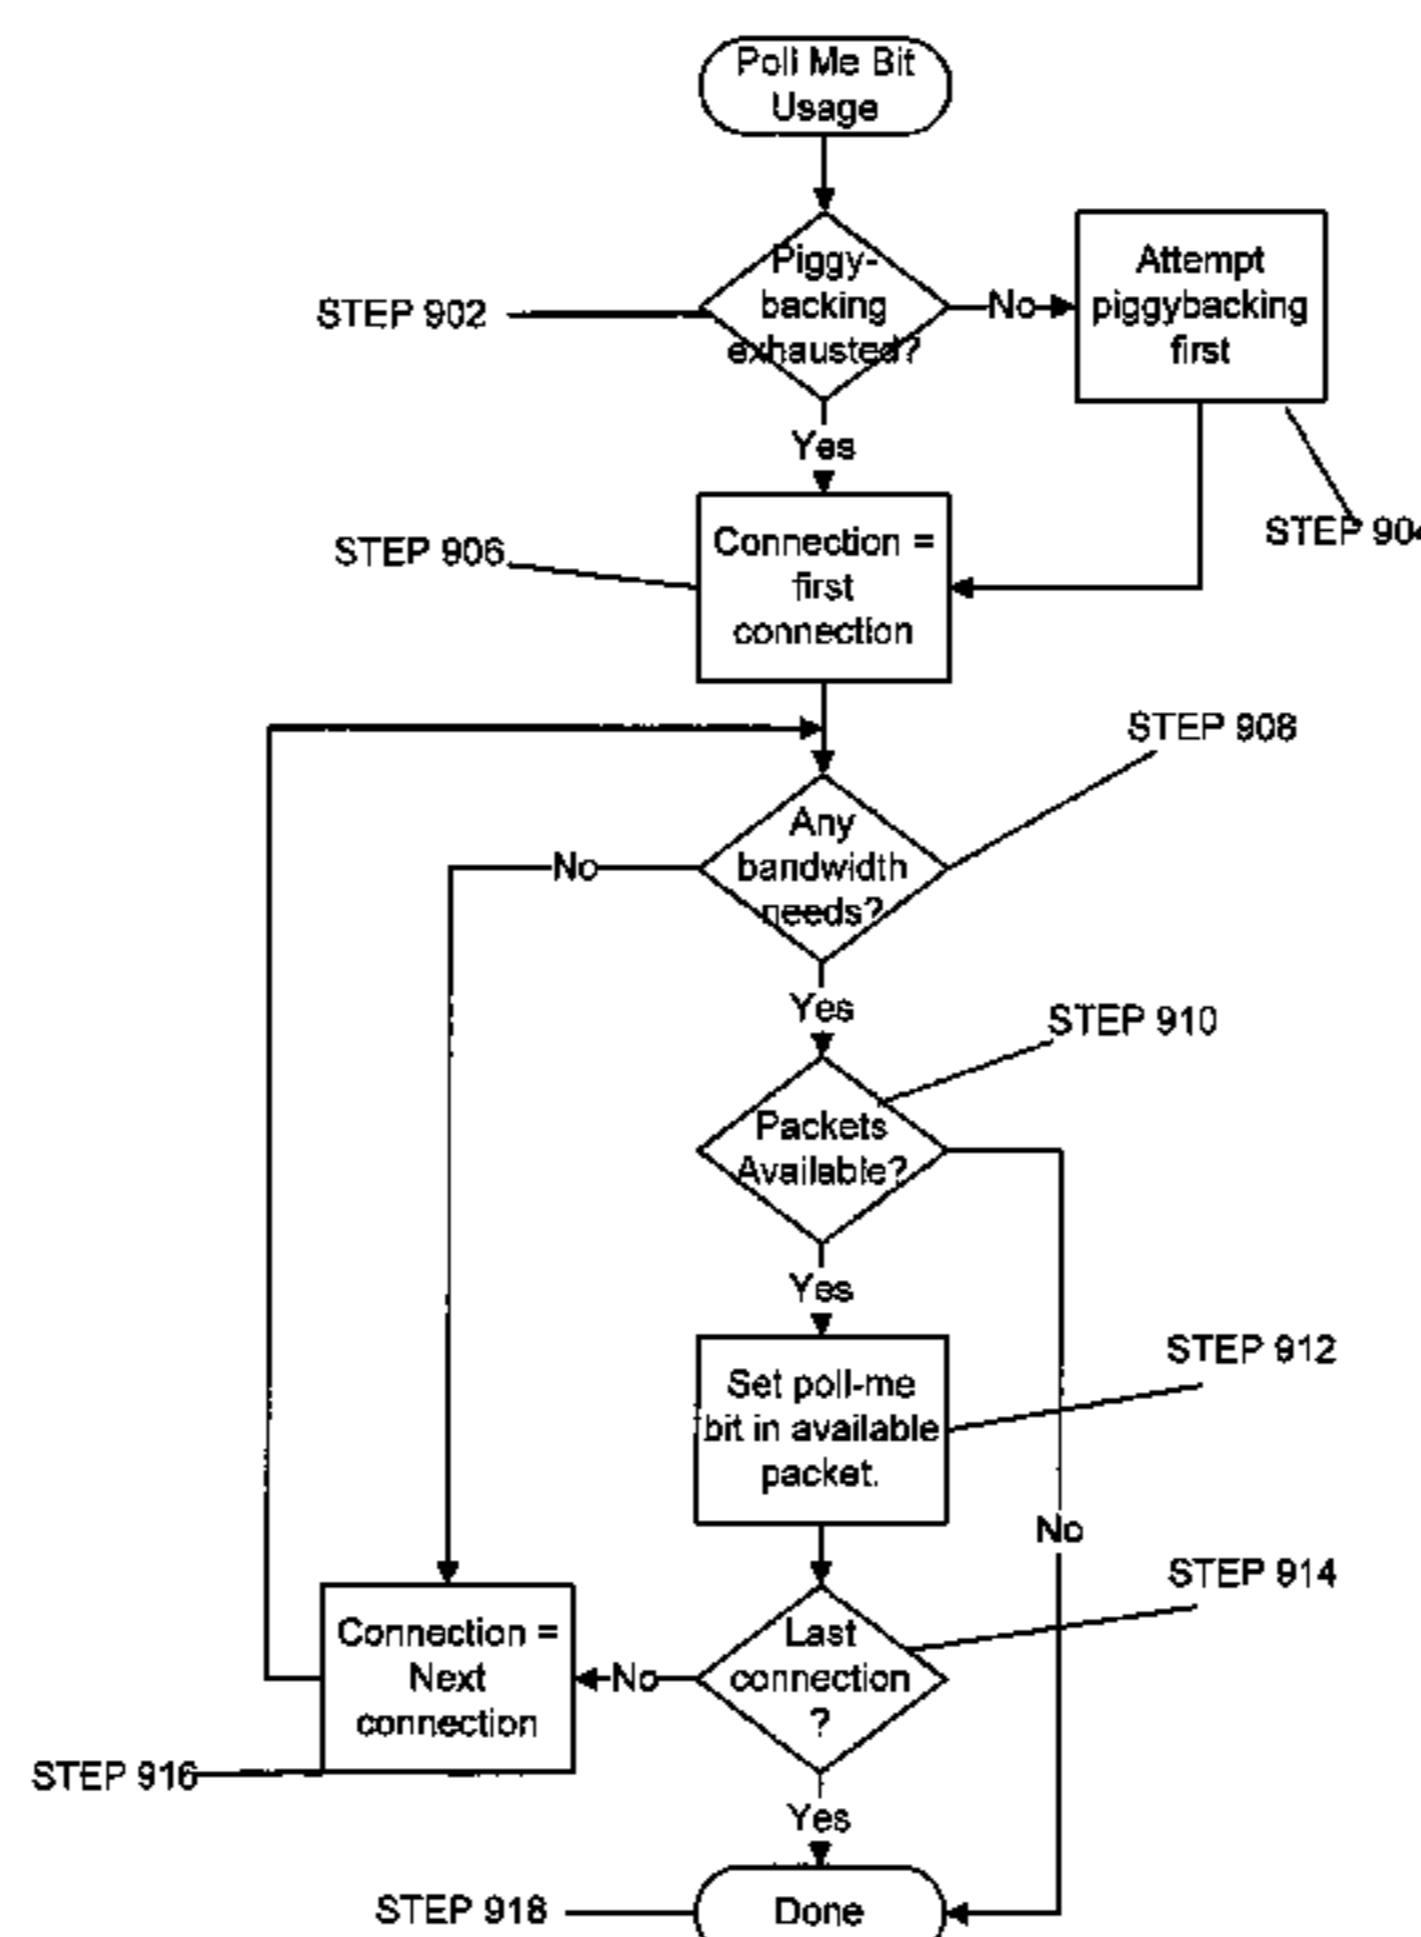 Poll Me Bit
Usage
Piggy-
backing
exhausted?
STEP 902
No
Attempt
piggybacking
first
STEP 904
Yes
Connection =
first
connection
STEP 906
STEP 908
Any
bandwidth
needs?
No
Yes
STEP 910
Packets
Available?
Yes
STEP 912
Set poll-me
bit in available
packet.
No
STEP 914
Last
connection
?
No
Connection =
Next
connection
STEP 916
Yes
STEP 918
Done